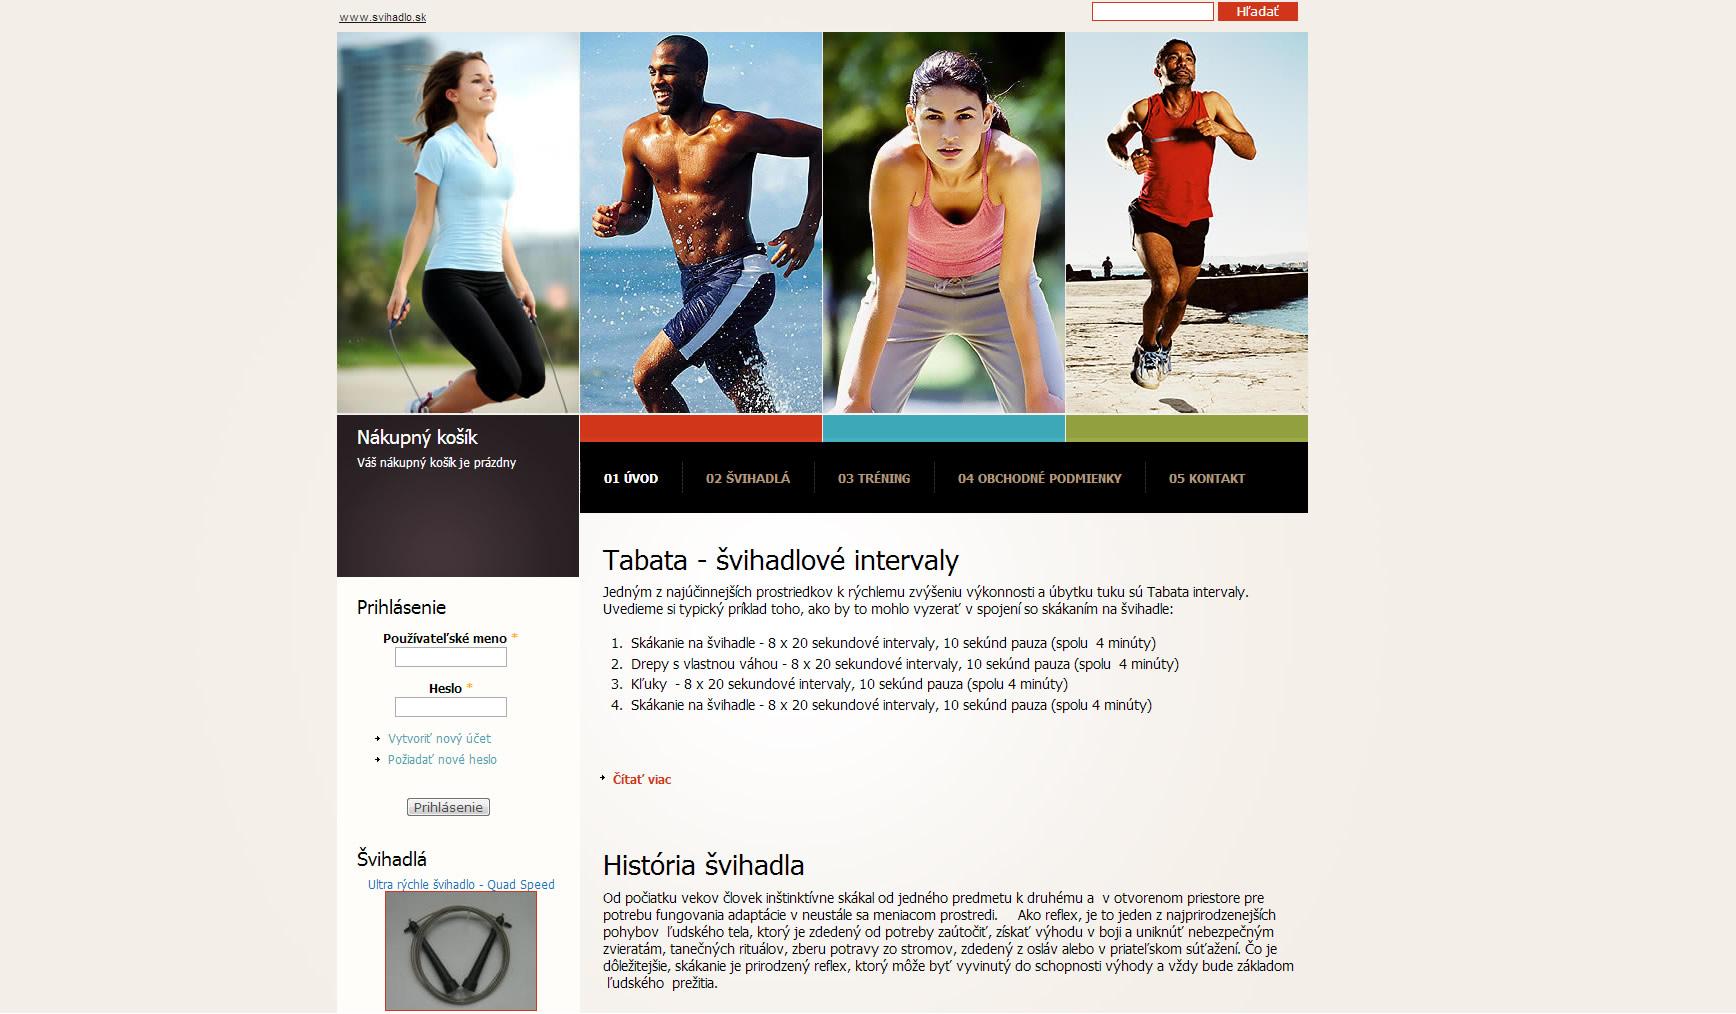 www.svihadlo.sk
Hľadať
Nákupný košík
Váš nákupný košík je prázdny
01 ÚVOD
02 ŠVIHADLÁ
03 TRÉNING
04 OBCHODNÉ PODMIENKY
05 KONTAKT
Prihlásenie
Používateľské meno *
Heslo *
Vytvoriť nový účet
Požiadať nové heslo
Prihlásenie
Švihadlá
Ultra rýchle švihadlo - Quad Speed
Tabata - švihadlové intervaly
Jedným z najúčinnejších prostriedkov k rýchlemu zvýšeniu výkonnosti a úbytku tuku sú Tabata intervaly.
Uvedieme si typický príklad toho, ako by to mohlo vyzerať v spojení so skákaním na švihadle:
1. Skákanie na švihadle - 8 x 20 sekundové intervaly, 10 sekúnd pauza (spolu  4 minúty)
2. Drepy s vlastnou váhou - 8 x 20 sekundové intervaly, 10 sekúnd pauza (spolu  4 minúty)
3. Kľuky  - 8 x 20 sekundové intervaly, 10 sekúnd pauza (spolu 4 minúty)
4. Skákanie na švihadle - 8 x 20 sekundové intervaly, 10 sekúnd pauza (spolu 4 minúty)
Čítať viac
História švihadla
Od počiatku vekov človek inštinktívne skákal od jedného predmetu k druhému a  v otvorenom priestore pre
potrebu fungovania adaptácie v neustále sa meniacom prostredi.     Ako reflex, je to jeden z najprirodzenejších
pohybov  ľudského tela, ktorý je zdedený od potreby zaútočiť, získať výhodu v boji a uniknúť nebezpečným
zvieratám, tanečných rituálov, zberu potravy zo stromov, zdedený z osláv alebo v priateľskom súťažení. Čo je
dôležitejšie, skákanie je prirodzený reflex, ktorý môže byť vyvinutý do schopnosti výhody a vždy bude základom
ľudského  prežitia.